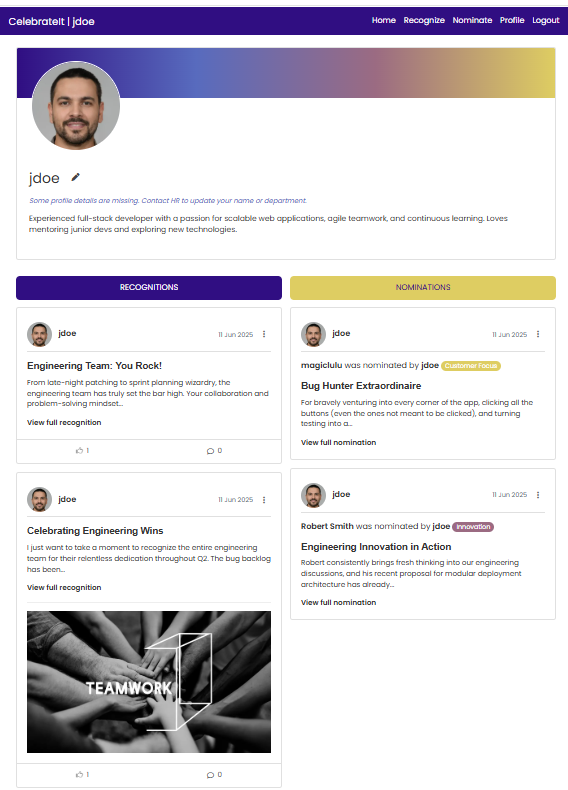 CelebrateIt | jdoe
Home Recognize Nominate Profile Logout
jdoe
Some profile details are missing. Contact HR to update your name or department.
Experienced full-stack developer with a passion for scalable web applications, agile teamwork, and continuous learning. Loves
mentoring junior devs and exploring new technologies.
RECOGNITIONS
jdoe
11 Jun 2025
Engineering Team: You Rock!
From late-night patching to sprint planning wizardry, the
engineering team has truly set the bar high. Your collaboration and
problem-solving mindset...
View full recognition
1
0
jdoe
11 Jun 2025
Celebrating Engineering Wins
I just want to take a moment to recognize the entire engineering
team for their relentless dedication throughout Q2. The bug backlog
has been...
View full recognition
TEAMWORK
1
0
NOMINATIONS
jdoe
11 Jun 2025
magiclulu was nominated by jdoe Customer Focus
Bug Hunter Extraordinaire
For bravely venturing into every corner of the app, clicking all the
buttons (even the ones not meant to be clicked), and turning
testing into a...
View full nomination
jdoe
11 Jun 2025
Robert Smith was nominated by jdoe Innovation
Engineering Innovation in Action
Robert consistently brings fresh thinking into our engineering
discussions, and his recent proposal for modular deployment
architecture has already...
View full nomination